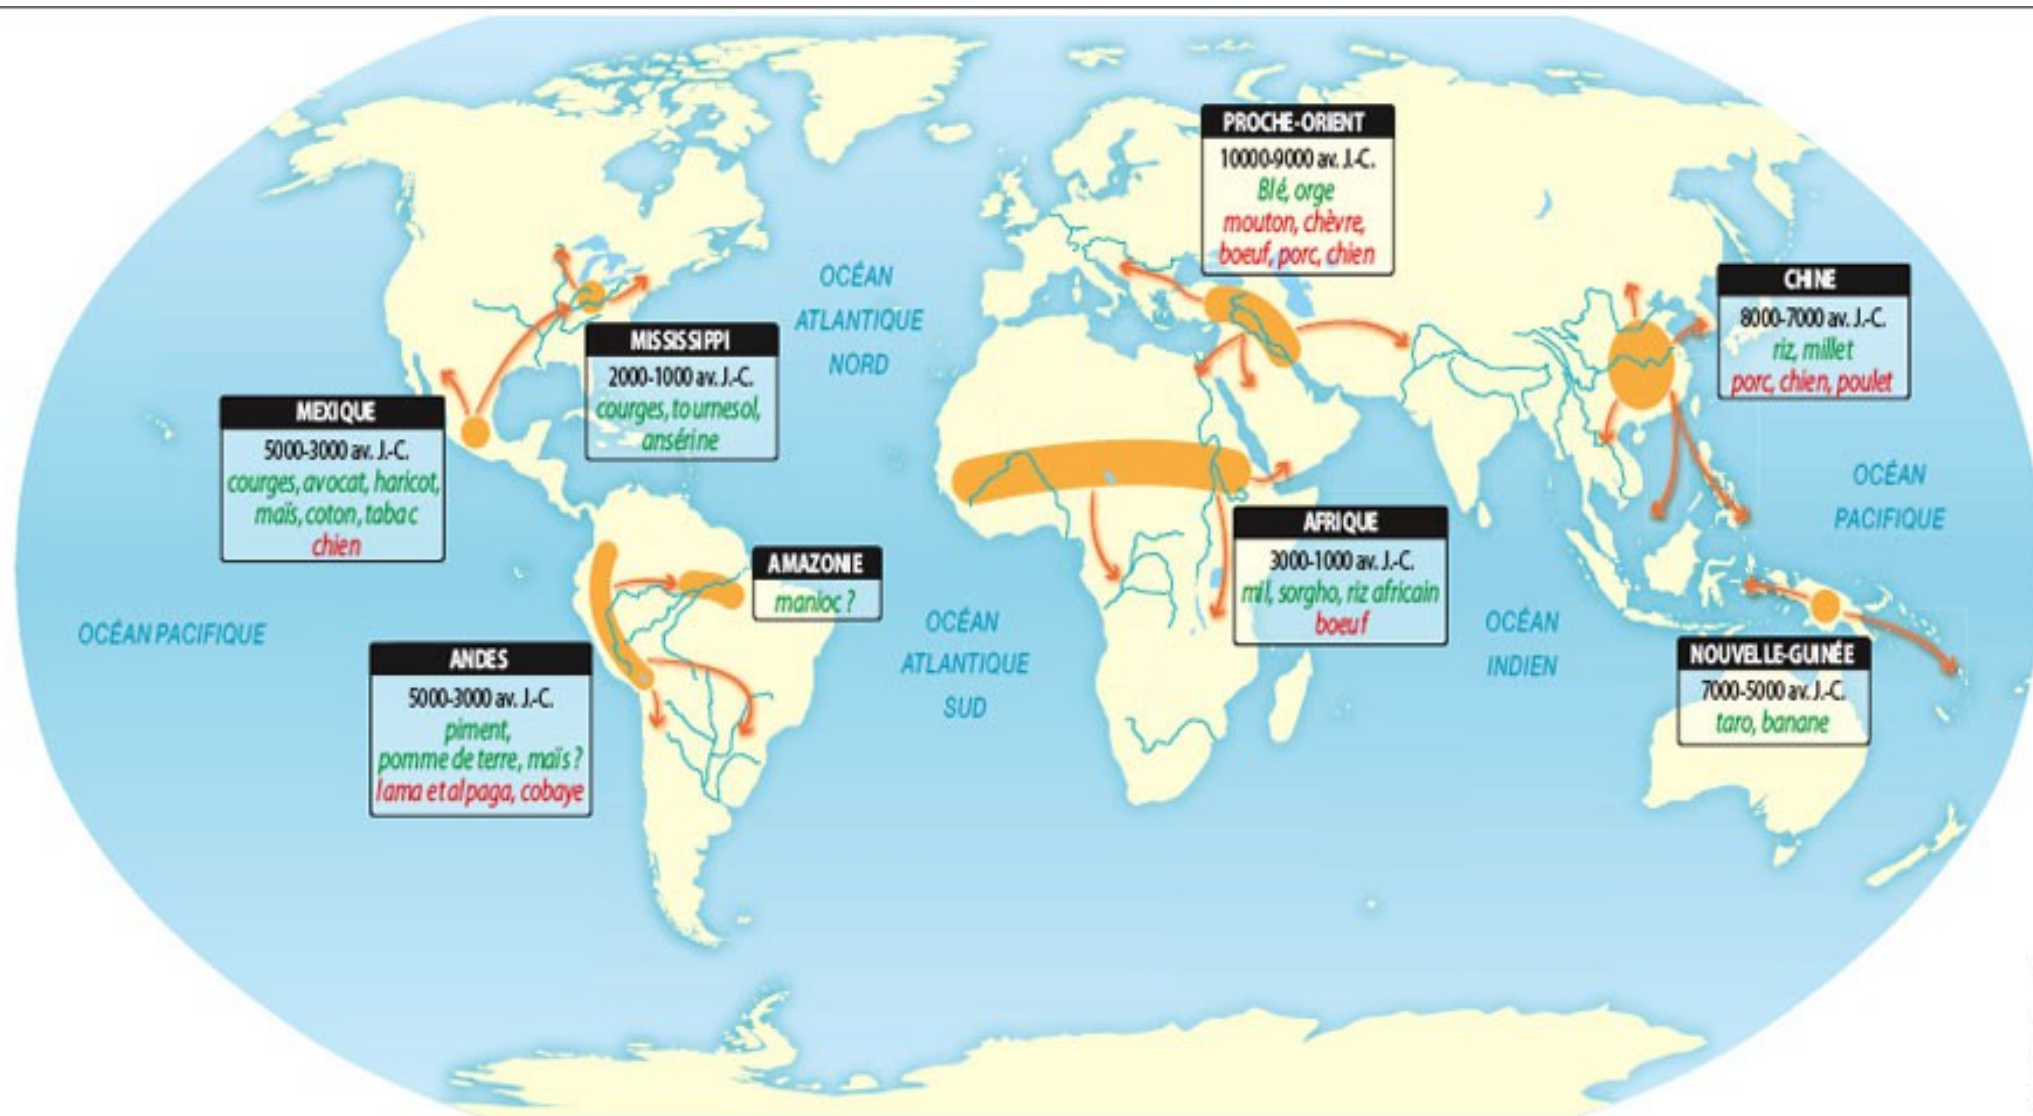 PROCHE-ORIENT
10000-9000 av. J.-C.
Blé, orge
mouton, chèvre,
boeuf, porc, chien
CHINE
8000-7000 av. J.-C.
riz, millet
porc, chien, poulet
OCÉAN
ATLANTIQUE
NORD
MISSISSIPPI
2000-1000 av. J.-C.
courges, tournesol,
ansérine
MEXIQUE
5000-3000 av. J.-C.
courges, avocat, haricot,
maïs, coton, tabac
chien
OCÉAN
PACIFIQUE
AFRIQUE
3000-1000 av. J.-C.
mil, sorgho, riz africain
boeuf
AMAZONIE
manioc ?
OCÉAN PACIFIQUE
OCÉAN
ATLANTIQUE
SUD
OCÉAN
INDIEN
ANDES
5000-3000 av. J.-C.
piment,
pomme de terre, maïs ?
lama et alpaga, cobaye
NOUVELLE-GUINÉE
7000-5000 av. J.-C.
taro, banane